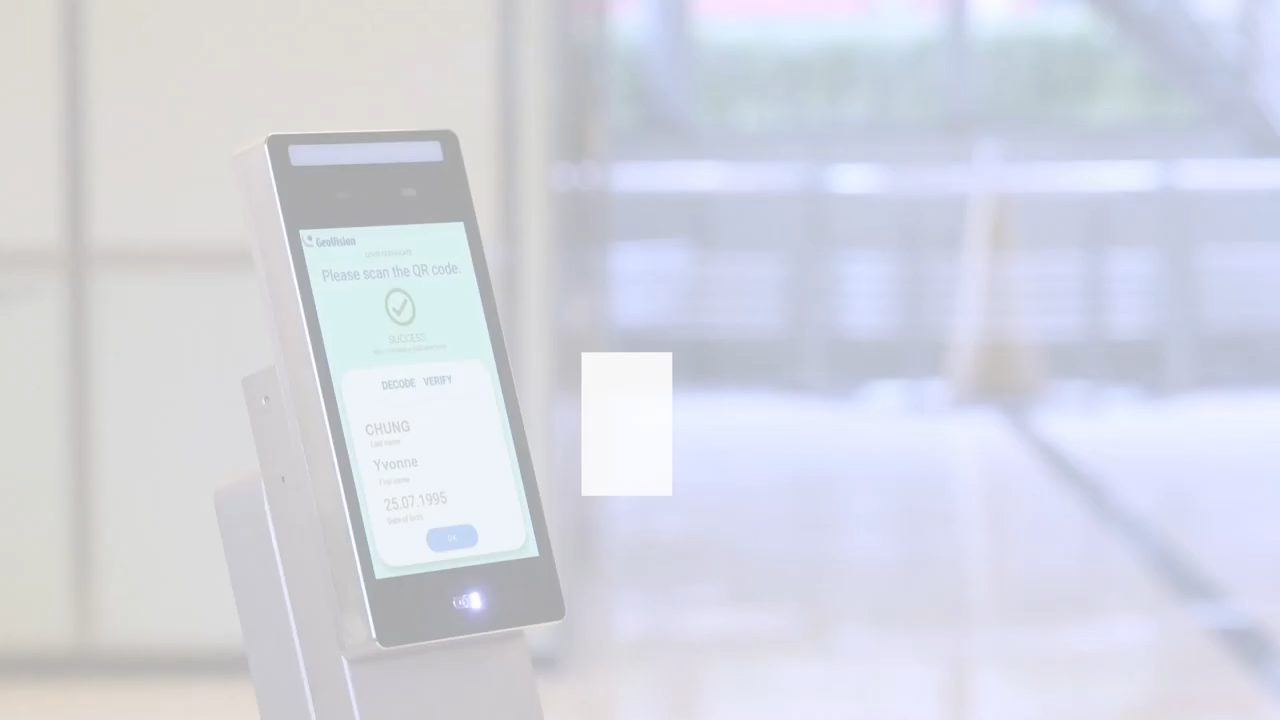 GeoVision
Please scan the QR code.
SUCCESS
DECODE VERIFY
CHUNG
Last name
Yvonne
First name
25.07.1995
Date of birth
OK